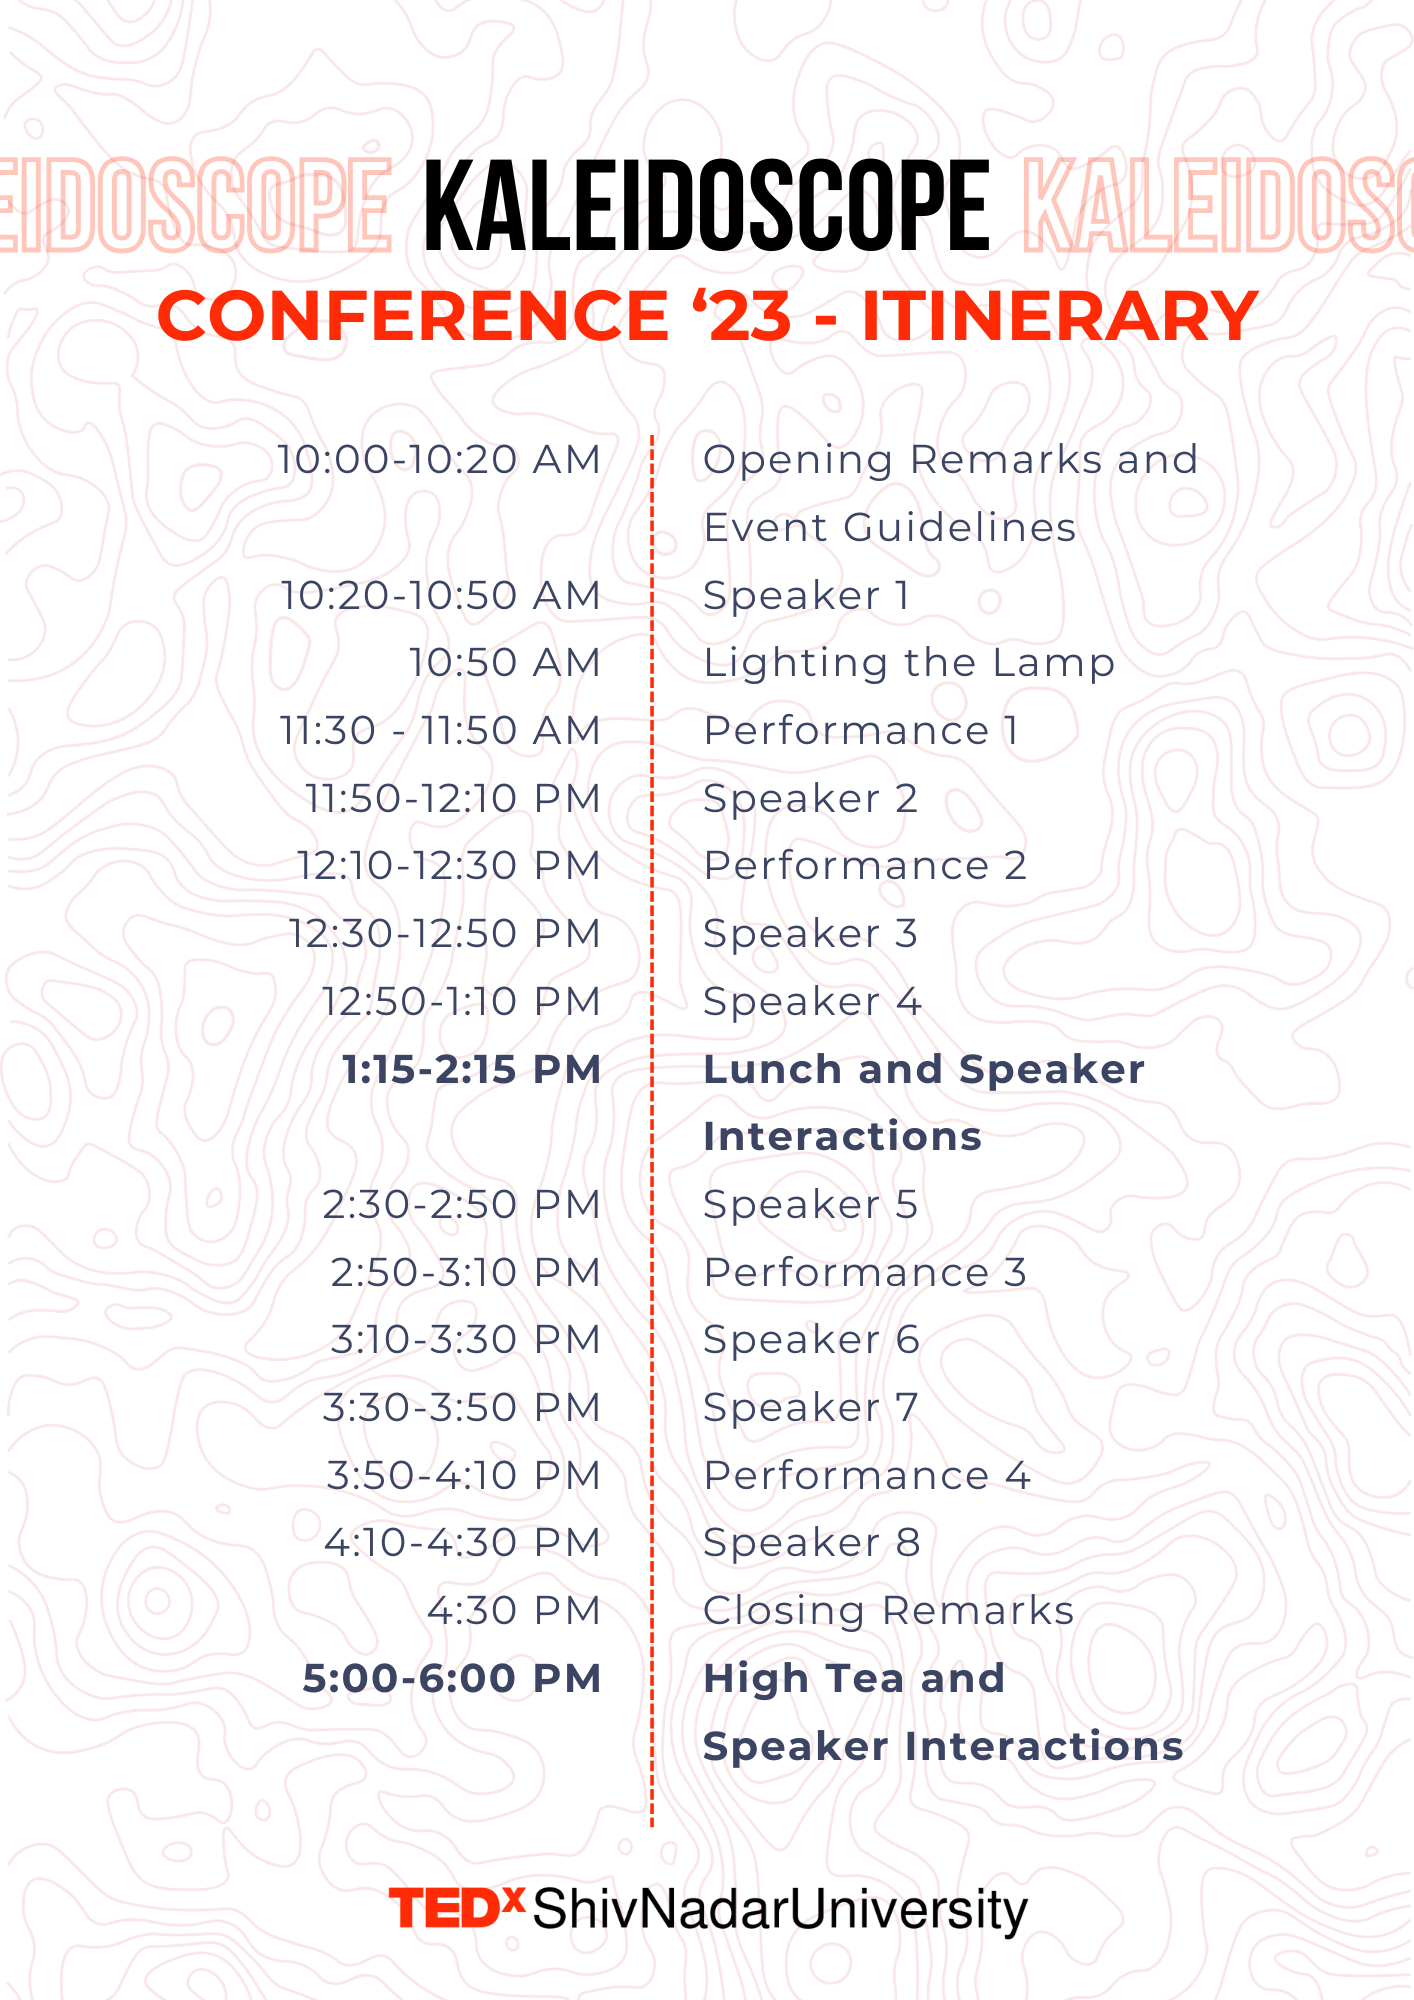 EIDOSCOPE KALEIDOSCOPE KALEIDOSC
CONFERENCE ‘23 - ITINERARY
10:00-10:20 AM Opening Remarks and
Event Guidelines
10:20-10:50 AM Speaker 1
10:50 AM Lighting the Lamp
11:30 - 11:50 AM Performance 1
11:50-12:10 PM Speaker 2
12:10-12:30 PM Performance 2
12:30-12:50 PM Speaker 3
12:50-1:10 PM Speaker 4
1:15-2:15 PM Lunch and Speaker
Interactions
2:30-2:50 PM Speaker 5
2:50-3:10 PM Performance 3
3:10-3:30 PM Speaker 6
3:30-3:50 PM Speaker 7
3:50-4:10 PM Performance 4
4:10-4:30 PM Speaker 8
4:30 PM Closing Remarks
5:00-6:00 PM High Tea and
Speaker Interactions
TEDx ShivNadarUniversity